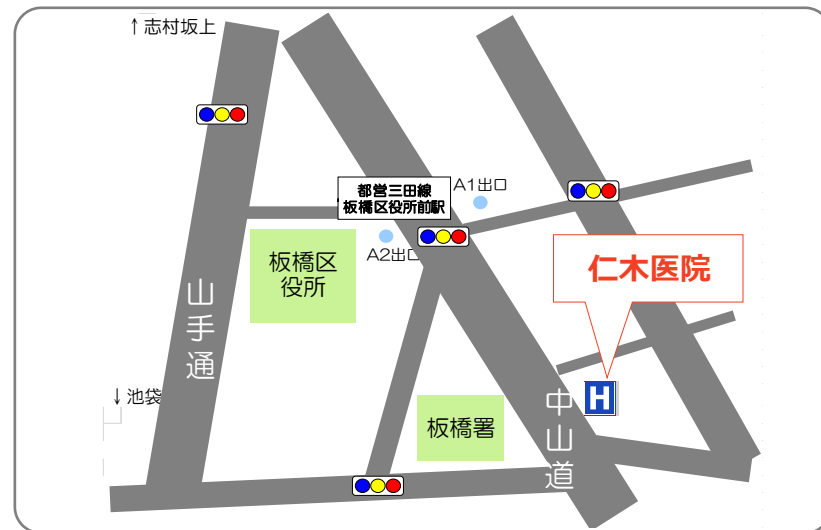 ↑志村坂上
都営三田線
板橋区役所前駅
A1出口
A2出口
板橋区
役所
仁木医院
山手通
↓池袋
H
中山道
板橋署